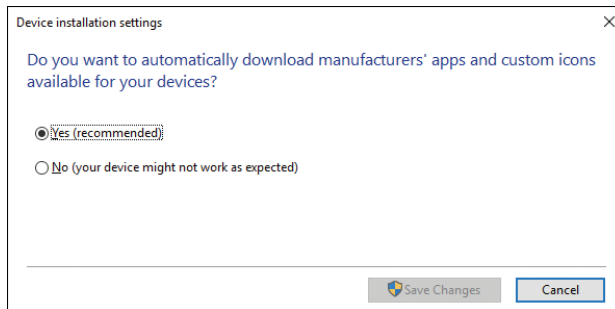 Device installation settings
Do you want to automatically download manufacturers' apps and custom icons
available for your devices?
Yes (recommended)
No (your device might not work as expected)
Save Changes
Cancel